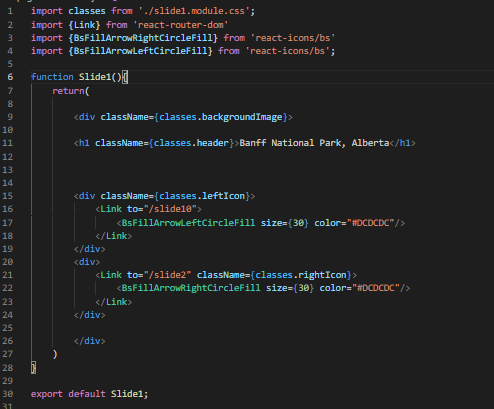 1 import classes from './slide1.module.css';
2 import {Link} from 'react-router-dom'
3 import {BsFillArrowRightCircleFill} from 'react-icons/bs'
4 import {BsFillArrowLeftCircleFill} from 'react-icons/bs';
5
6 function Slide1(){
7 return(
8
9 <div className={classes.backgroundImage}>
10
11 <h1 className={classes.header}>Banff National Park, Alberta</h1>
12
13
14
15 <div className={classes.leftIcon}>
16 <Link to="/slide10">
17 <BsFillArrowLeftCircleFill size={30} color="#DCDCDC"/>
18 </Link>
19 </div>
20 <div>
21 <Link to="/slide2" className={classes.rightIcon}>
22 <BsFillArrowRightCircleFill size={30} color="#DCDCDC"/>
23 </Link>
24 </div>
25
26 </div>
27 )
28 }
29
30 export default Slide1;
31